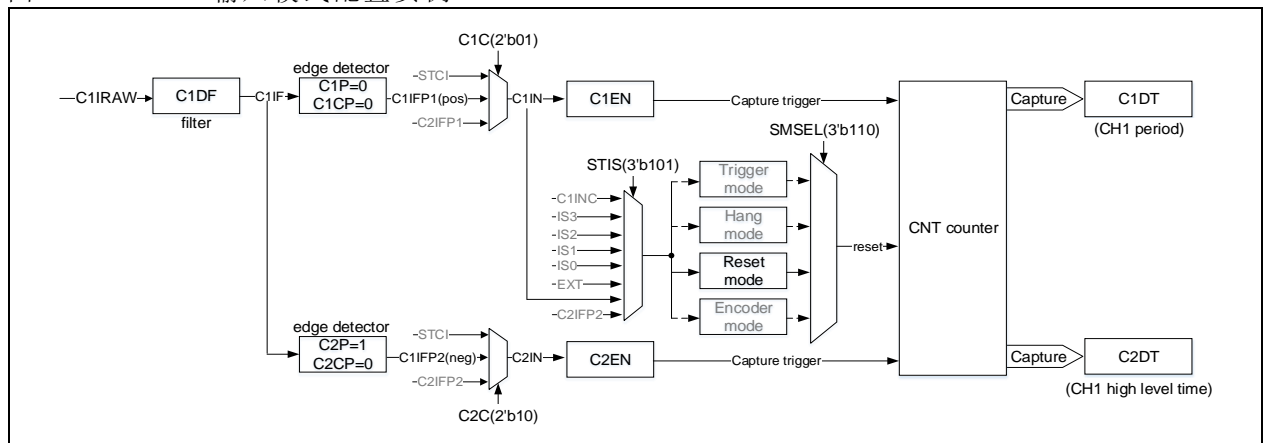 C1C(2'b01)
edge detector
-STCI
C1IRAW
C1DF
C1IF
C1P=0
C1CP=0
C1IFP1(pos)
C1IN
C1EN
Capture trigger
Capture
C1DT
filter
-C2IFP1
(CH1 period)
SMSEL(3'b110)
STIS(3'b101)
Trigger
mode
-C1INC
-IS3
-IS2
-IS1
-IS0
-EXT
-C2IFP2
Hang
mode
CNT counter
reset
Reset
mode
Encoder
mode
edge detector
-STCI
C2P=1
C2CP=0
C1IFP2(neg)
C2IN
C2EN
Capture trigger
Capture
C2DT
-C2IFP2
(CH1 high level time)
C2C(2'b10)